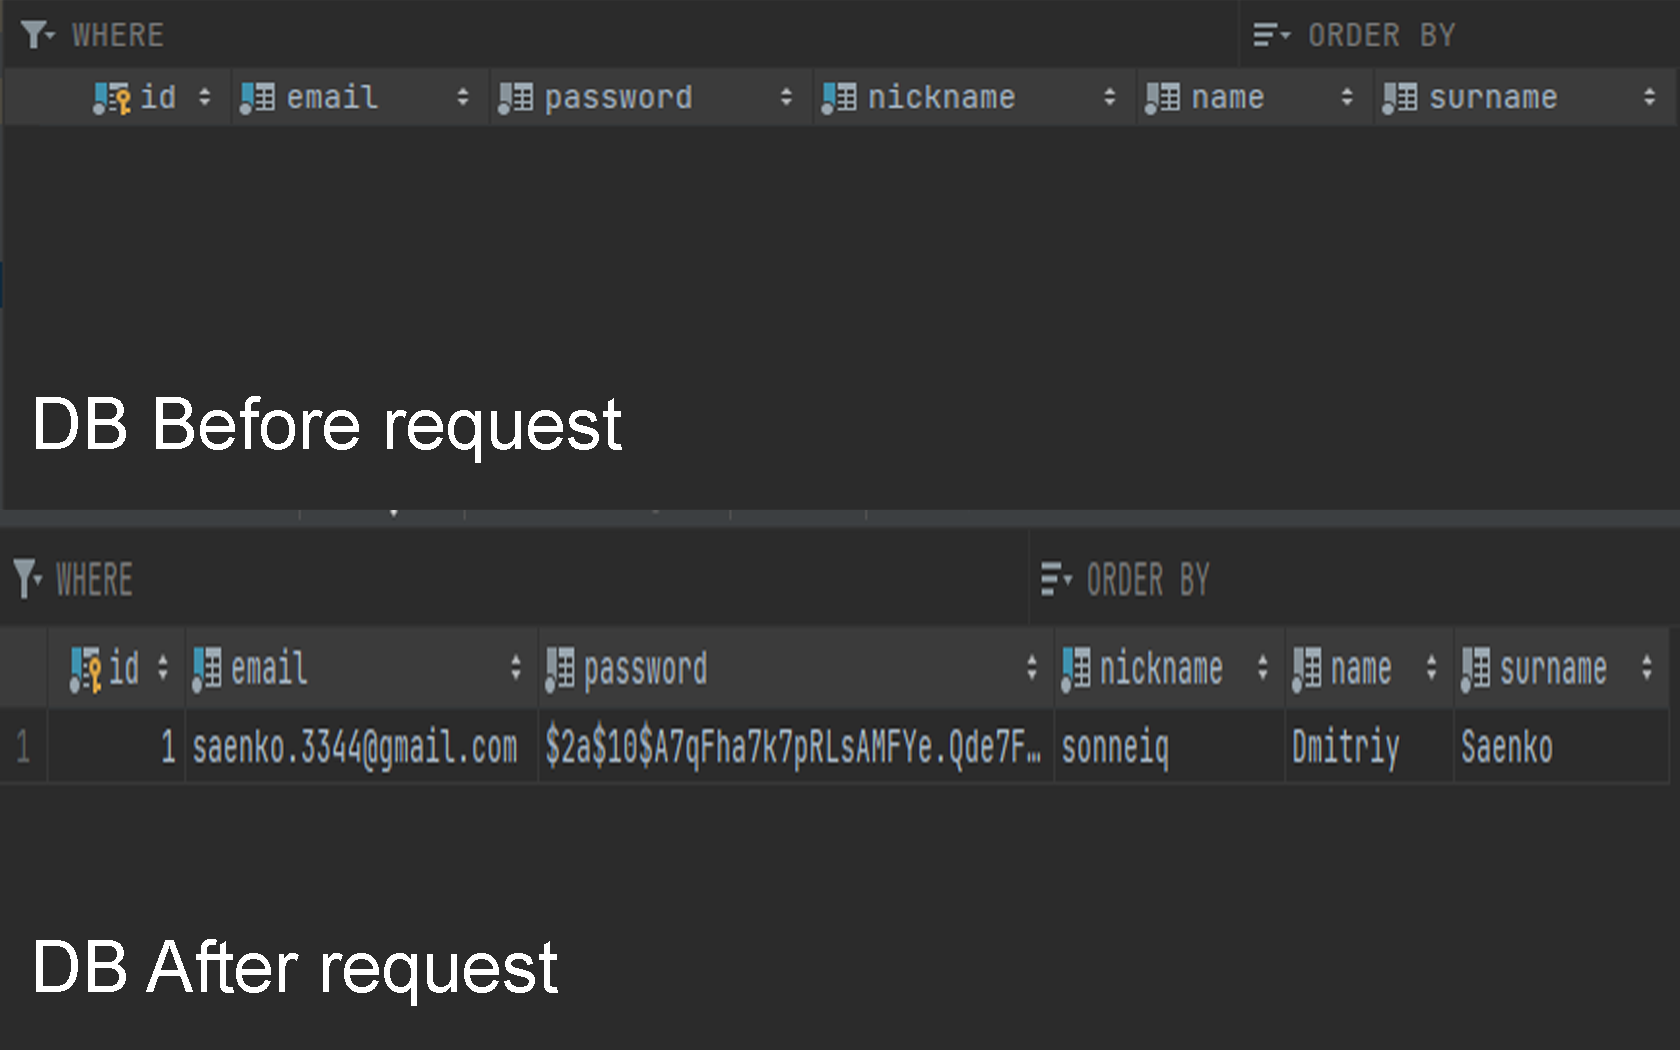 WHERE ORDER BY
id email password nickname name surname
DB Before request
WHERE ORDER BY
id email password nickname name surname
1 1 saenko.3344@gmail.com $2a$10$A7qFha7k7pRLsAMFYe.Qde7F… sonneiq Dmitriy Saenko
DB After request